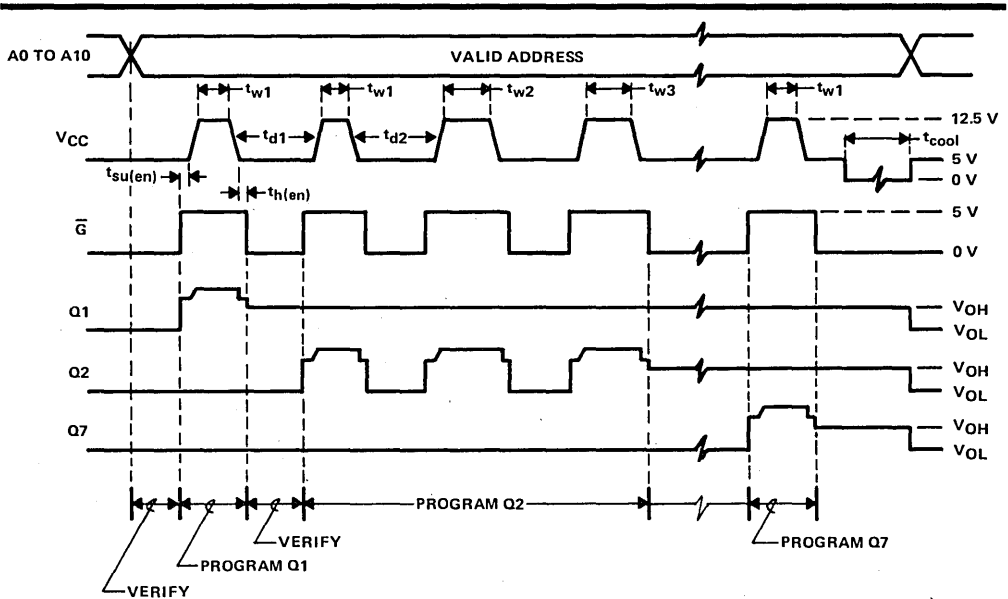 A0 TO A10
VALID ADDRESS
tw1
tw1
tw2
tw3
tw1
12.5 V
VCC
td1
td2
tcool
5 V
0 V
tsu(en)
th(en)
G̅
5 V
0 V
Q1
VOH
VOL
Q2
VOH
VOL
Q7
VOH
VOL
PROGRAM Q2
VERIFY
PROGRAM Q7
PROGRAM Q1
VERIFY